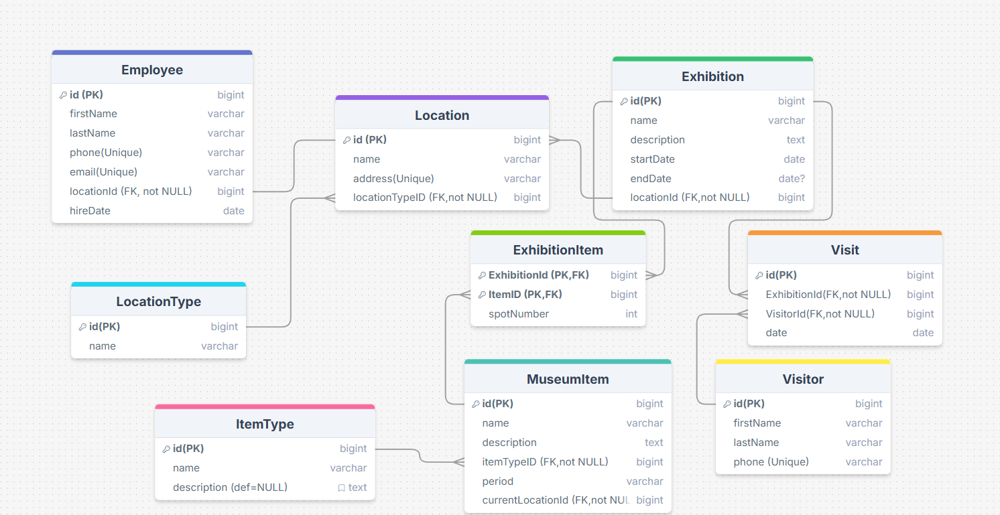 Employee
id (PK) bigint
firstName varchar
lastName varchar
phone(Unique) varchar
email(Unique) varchar
locationId (FK, not NULL) bigint
hireDate date
Location
id (PK) bigint
name varchar
address(Unique) varchar
locationTypeID (FK,not NULL) bigint
Exhibition
id(PK) bigint
name varchar
description text
startDate date
endDate date?
locationId (FK,not NULL) bigint
ExhibitionItem
ExhibitionId (PK,FK) bigint
ItemID (PK,FK) bigint
spotNumber int
Visit
id(PK) bigint
ExhibitionId(FK,not NULL) bigint
VisitorId(FK,not NULL) bigint
date date
LocationType
id(PK) bigint
name varchar
MuseumItem
id(PK) bigint
name varchar
description text
itemTypeID (FK,not NULL) bigint
period varchar
currentLocationId (FK,not NUL bigint
Visitor
id(PK) bigint
firstName varchar
lastName varchar
phone (Unique) varchar
ItemType
id(PK) bigint
name varchar
description (def=NULL) text